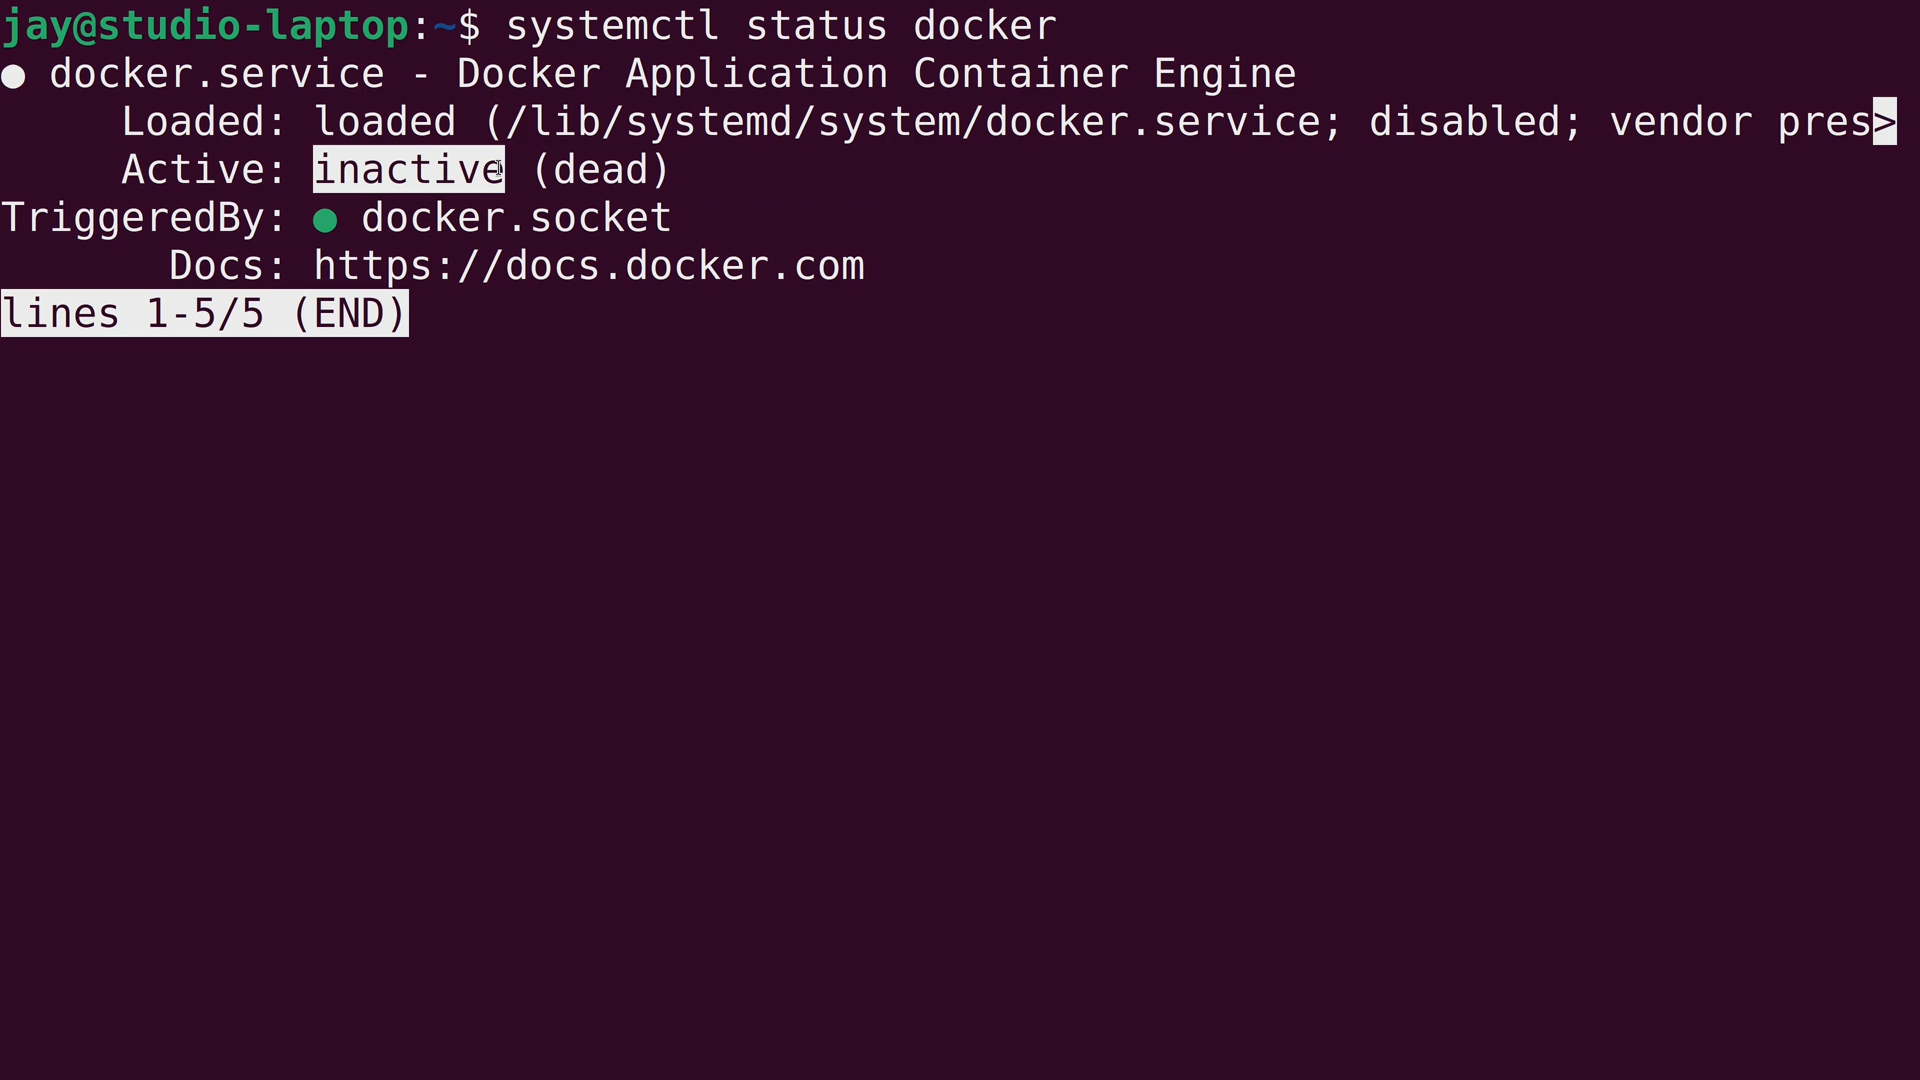 jay@studio-laptop:~$ systemctl status docker
● docker.service - Docker Application Container Engine
     Loaded: loaded (/lib/systemd/system/docker.service; disabled; vendor pres>
     Active: inactive (dead)
TriggeredBy: ● docker.socket
       Docs: https://docs.docker.com
lines 1-5/5 (END)